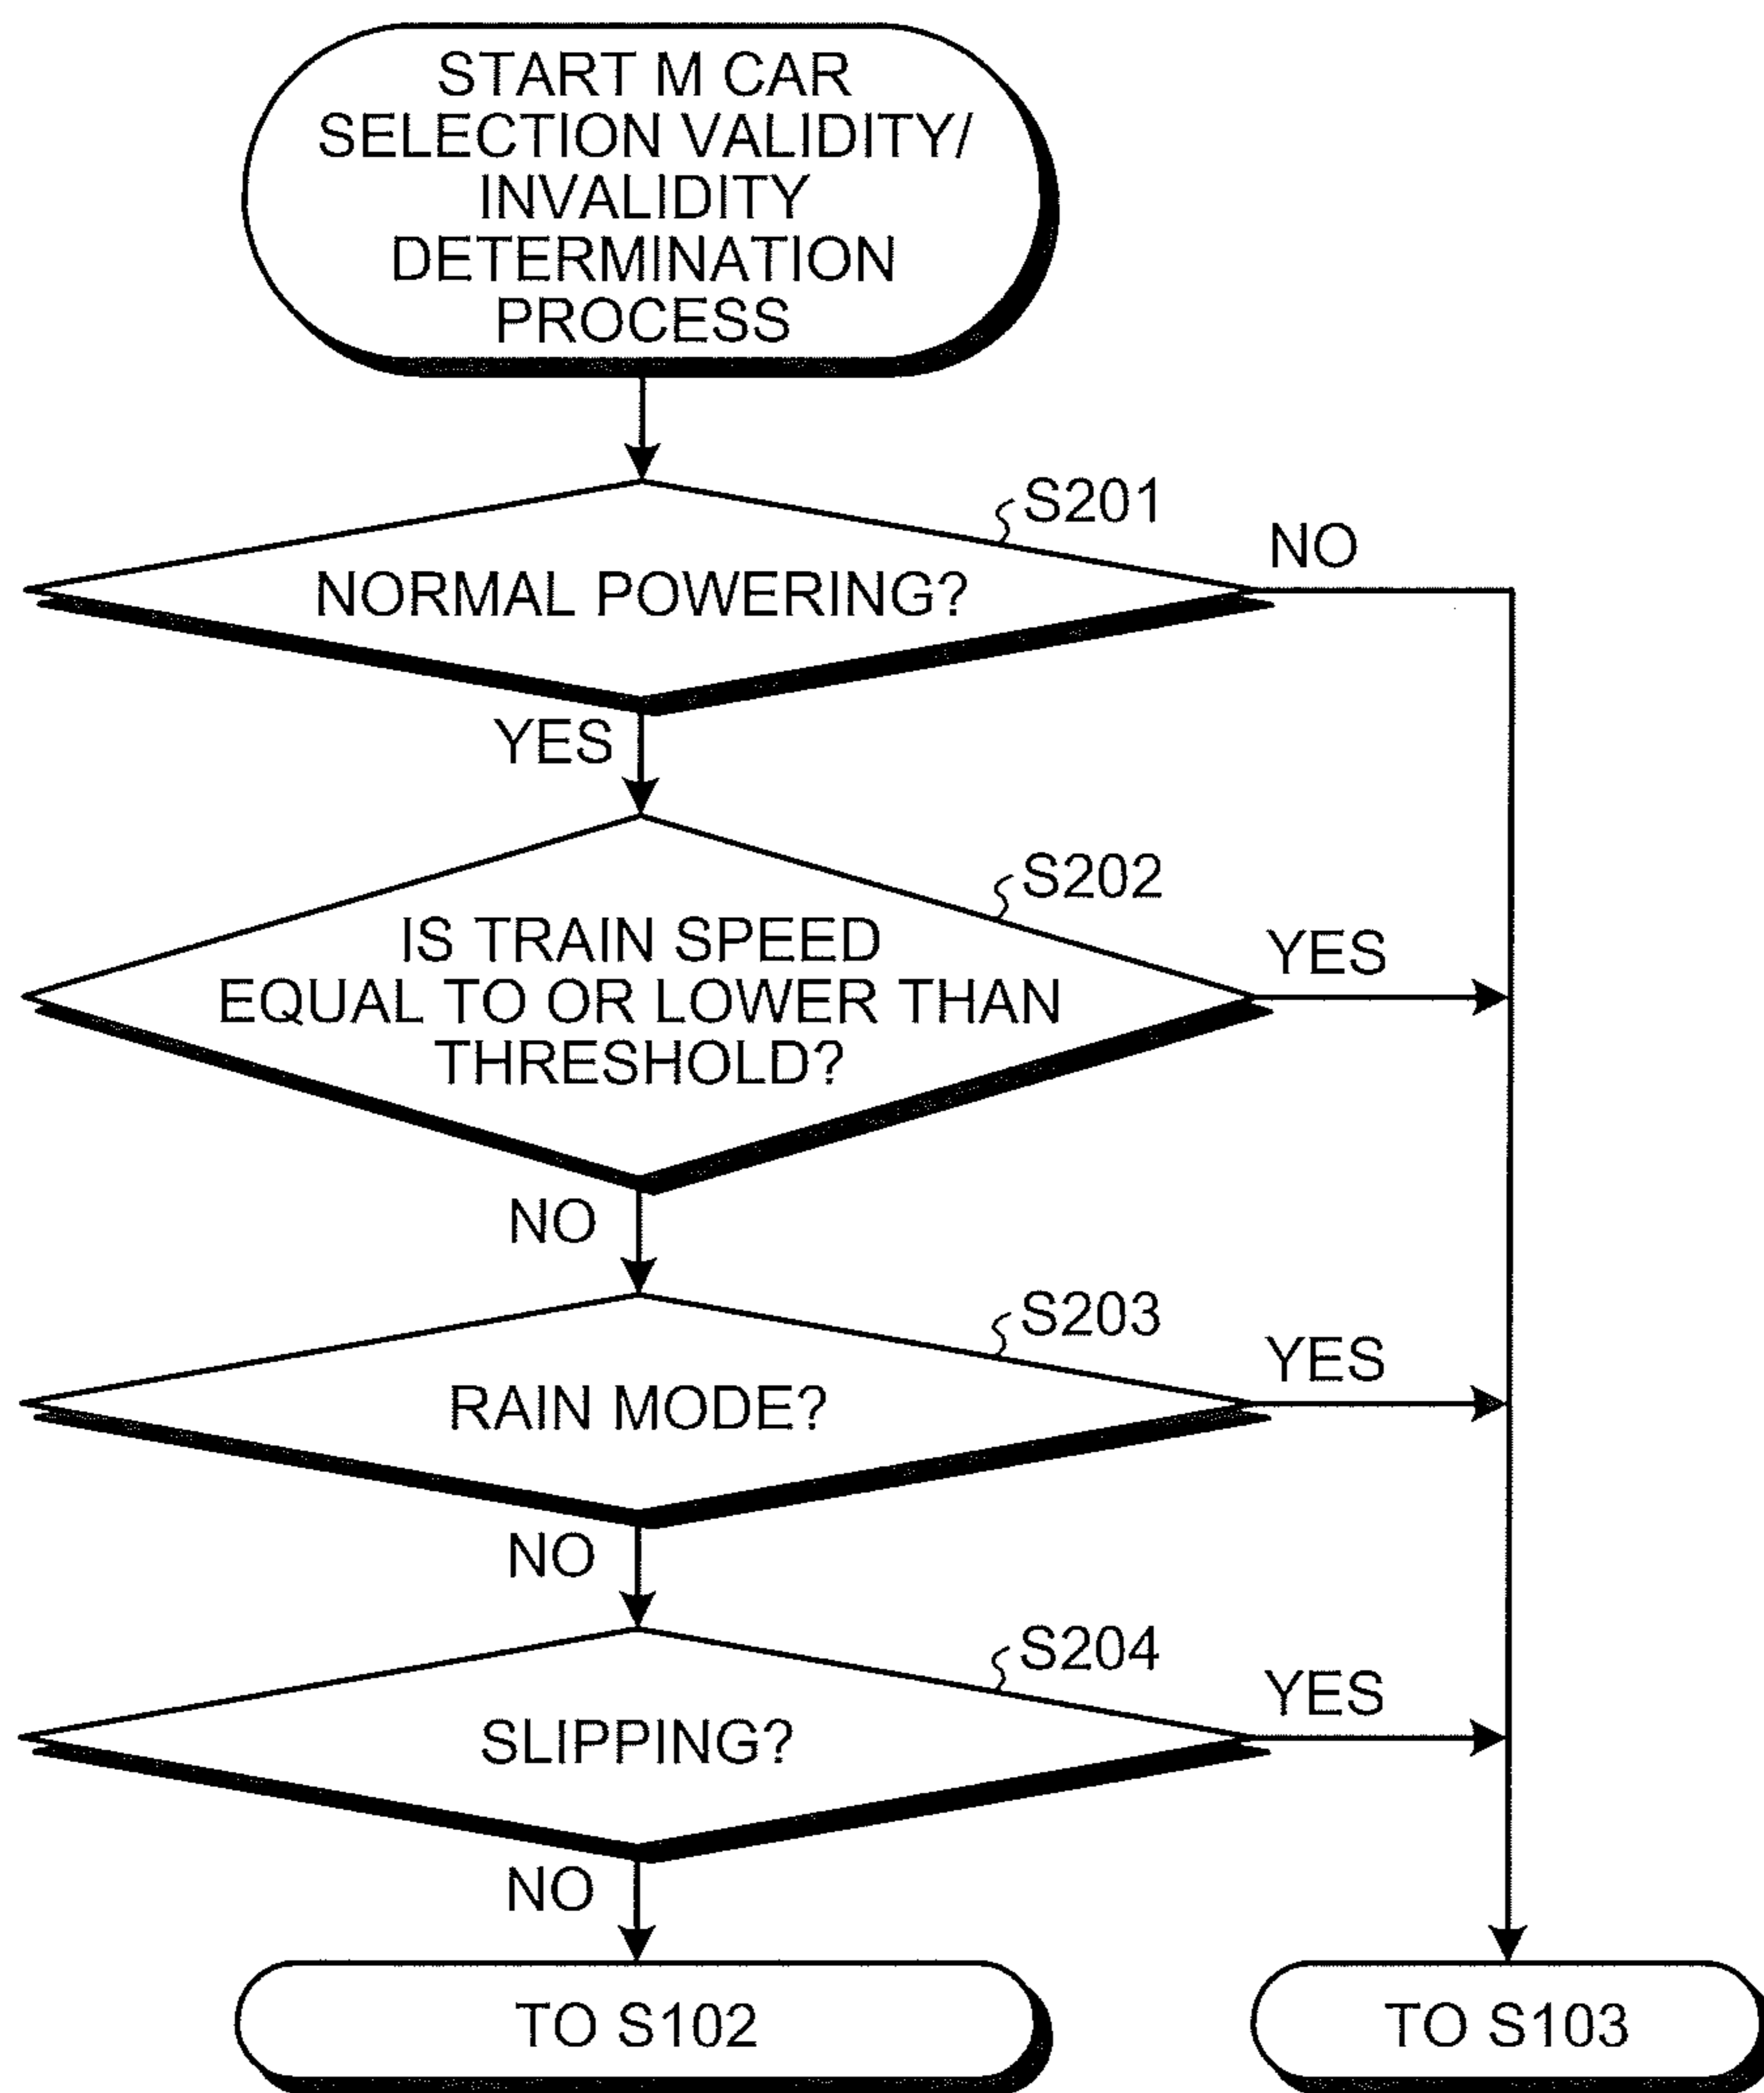 START M CAR
SELECTION VALIDITY/
INVALIDITY
DETERMINATION
PROCESS
S201
NO
NORMAL POWERING?
YES
S202
IS TRAIN SPEED
EQUAL TO OR LOWER THAN
THRESHOLD?
YES
NO
S203
YES
RAIN MODE?
NO
S204
YES
SLIPPING?
NO
TO S102
TO S103